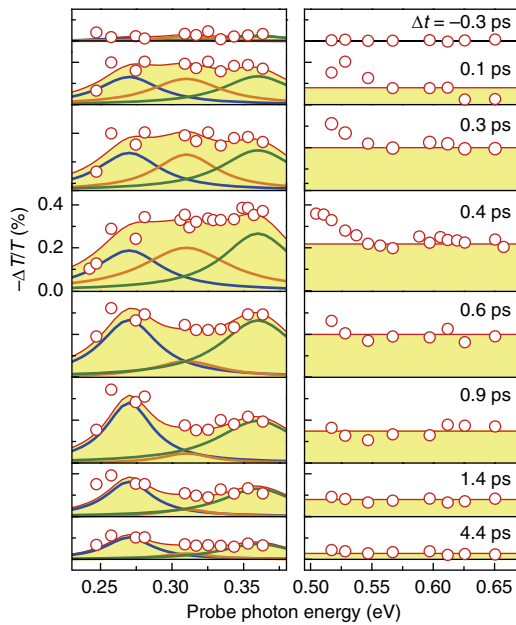 Δt = −0.3 ps
0.1 ps
0.3 ps
0.4 ps
0.6 ps
0.9 ps
1.4 ps
4.4 ps
−ΔT/T (%)
0.4
0.2
0.0
0.25 0.30 0.35 0.50 0.55 0.60 0.65
Probe photon energy (eV)